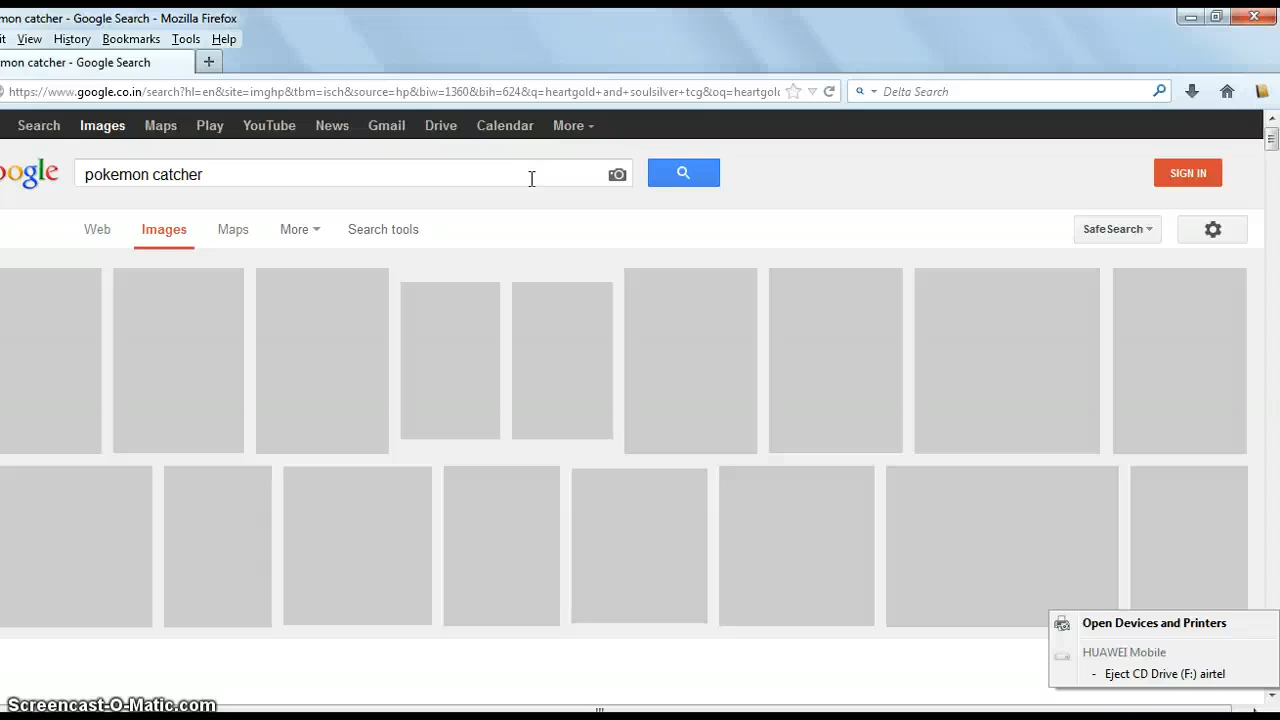 mon catcher - Google Search - Mozilla Firefox
it View History Bookmarks Tools Help
mon catcher - Google Search +
https://www.google.co.in/search?hl=en&site=imghp&tbm=isch&source=hp&biw=1360&bih=624&q=heartgold+and+soulsilver+tcg&oq=heartgold Delta Search
Search Images Maps Play YouTube News Gmail Drive Calendar More
oogle pokemon catcher SIGN IN
Web Images Maps More Search tools SafeSearch
Open Devices and Printers
HUAWEI Mobile
- Eject CD Drive (F:) airtel
Screencast-O-Matic.com